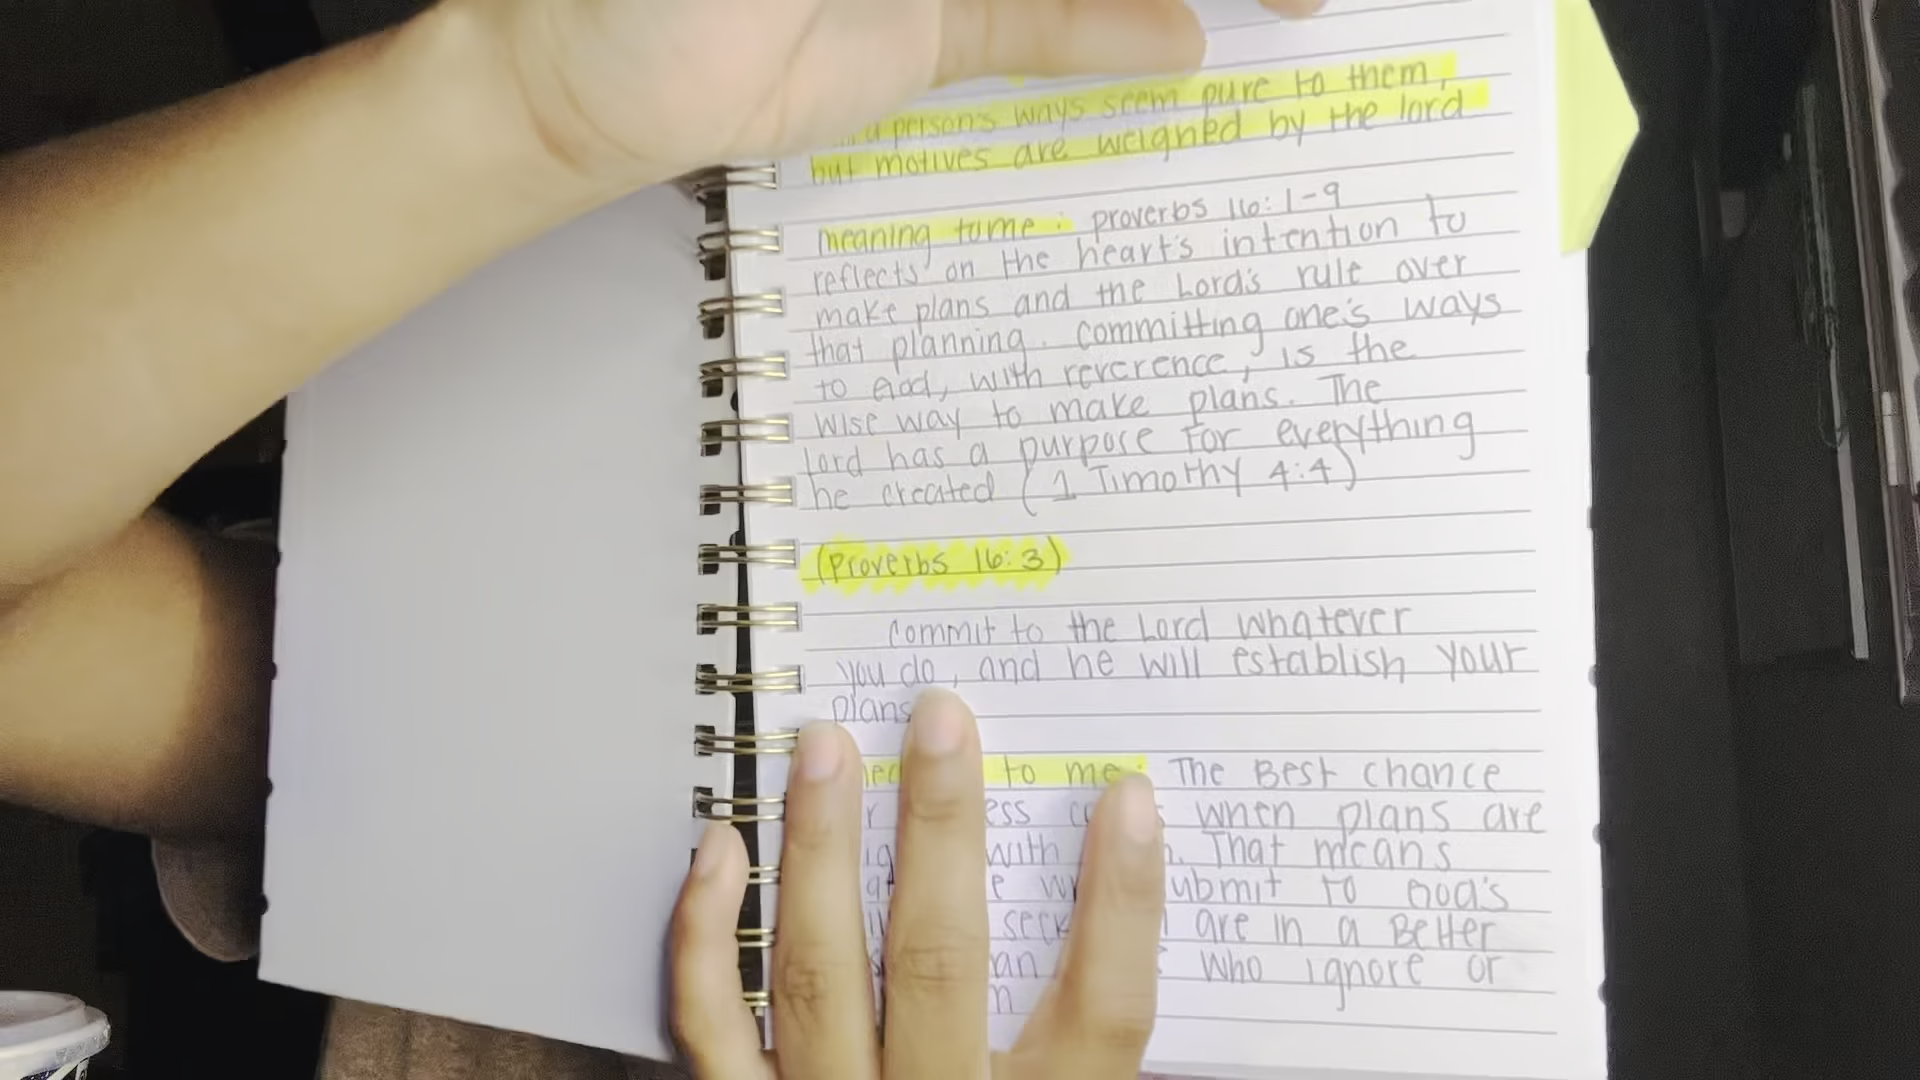 a person's ways seem pure to them,
but motives are weighed by the lord
meaning to me : proverbs 16:1-9
reflects on the heart's intention to
make plans and the Lord's rule over
that planning. committing one's ways
to God, with reverence, is the
wise way to make plans. The
lord has a purpose for everything
he created (1 Timothy 4:4)
(Proverbs 16:3)
commit to the Lord whatever
you do, and he will establish your
plans
to me : The Best chance
when plans are
with That means
submit to God's
seek are in a Better
who ignore or